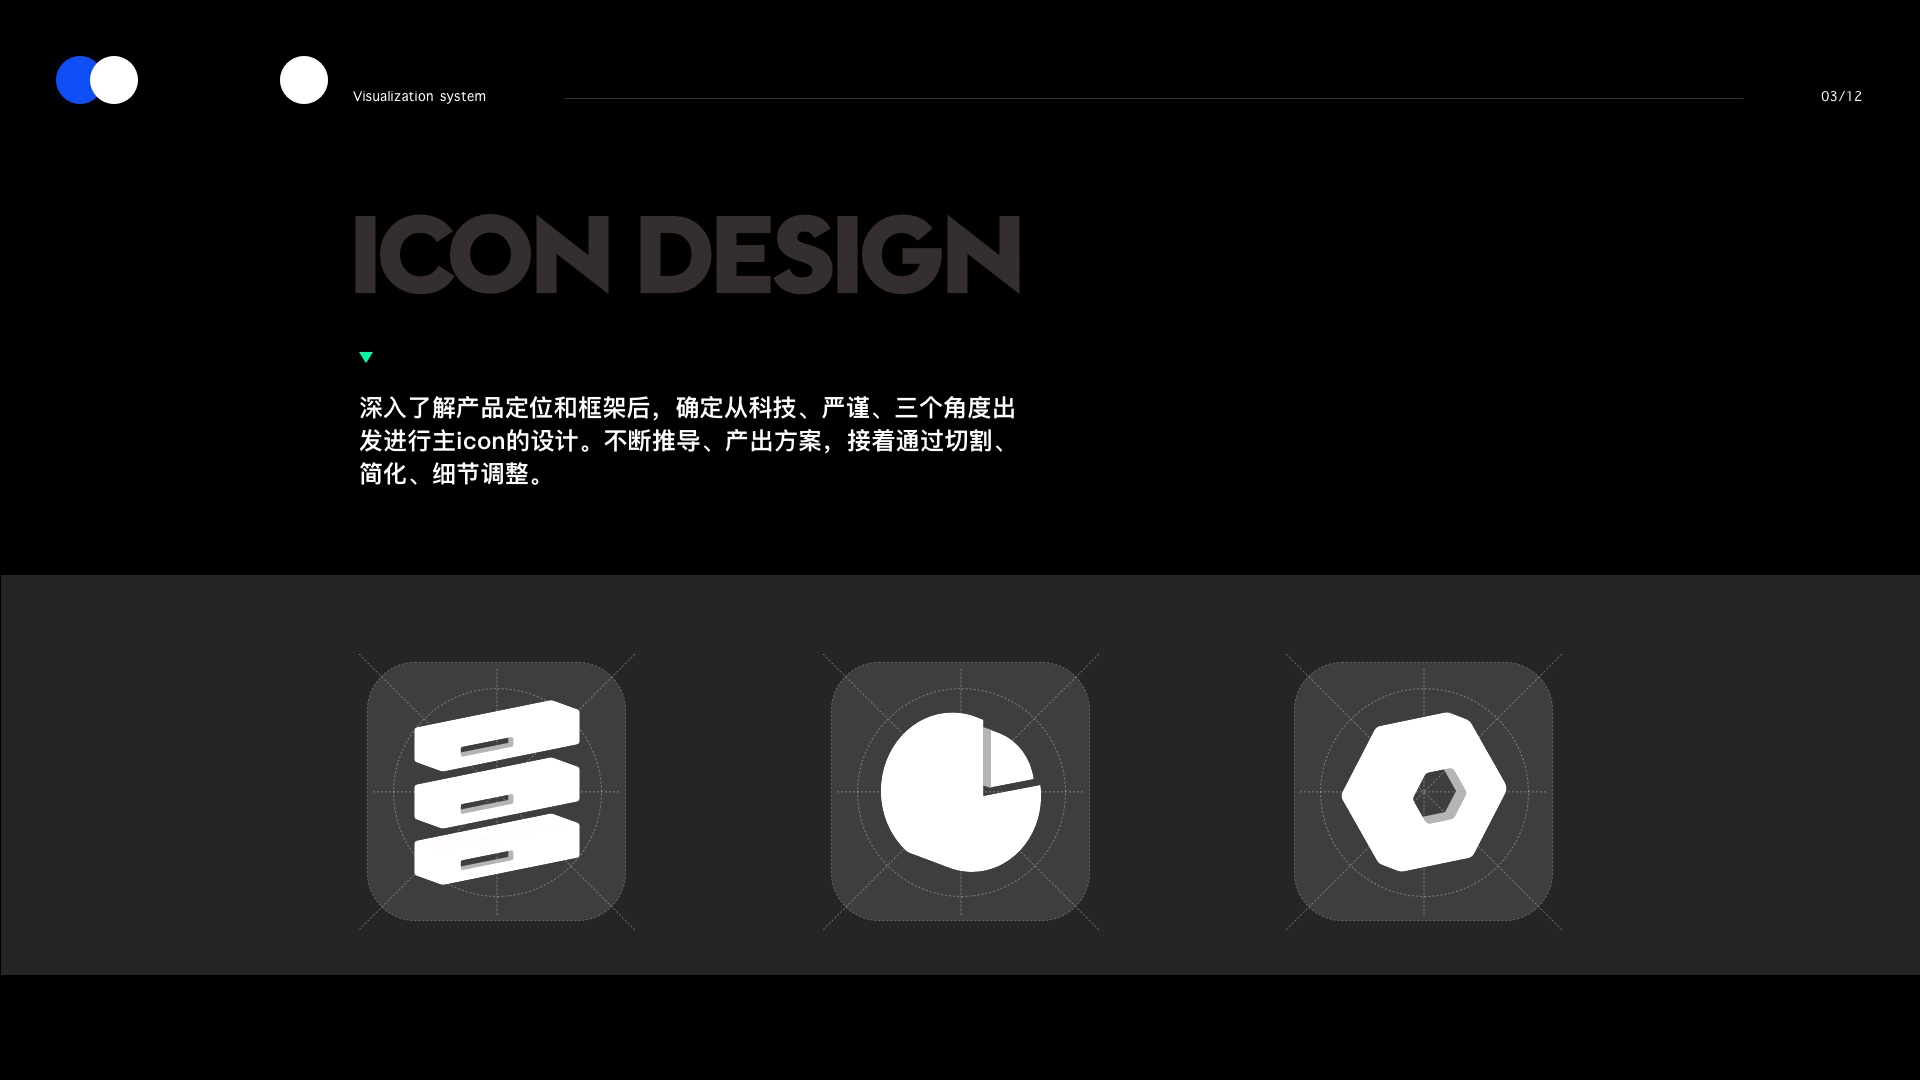 Visualization system
03/12
ICON DESIGN
深入了解产品定位和框架后，确定从科技、严谨、三个角度出
发进行主icon的设计。不断推导、产出方案，接着通过切割、
简化、细节调整。